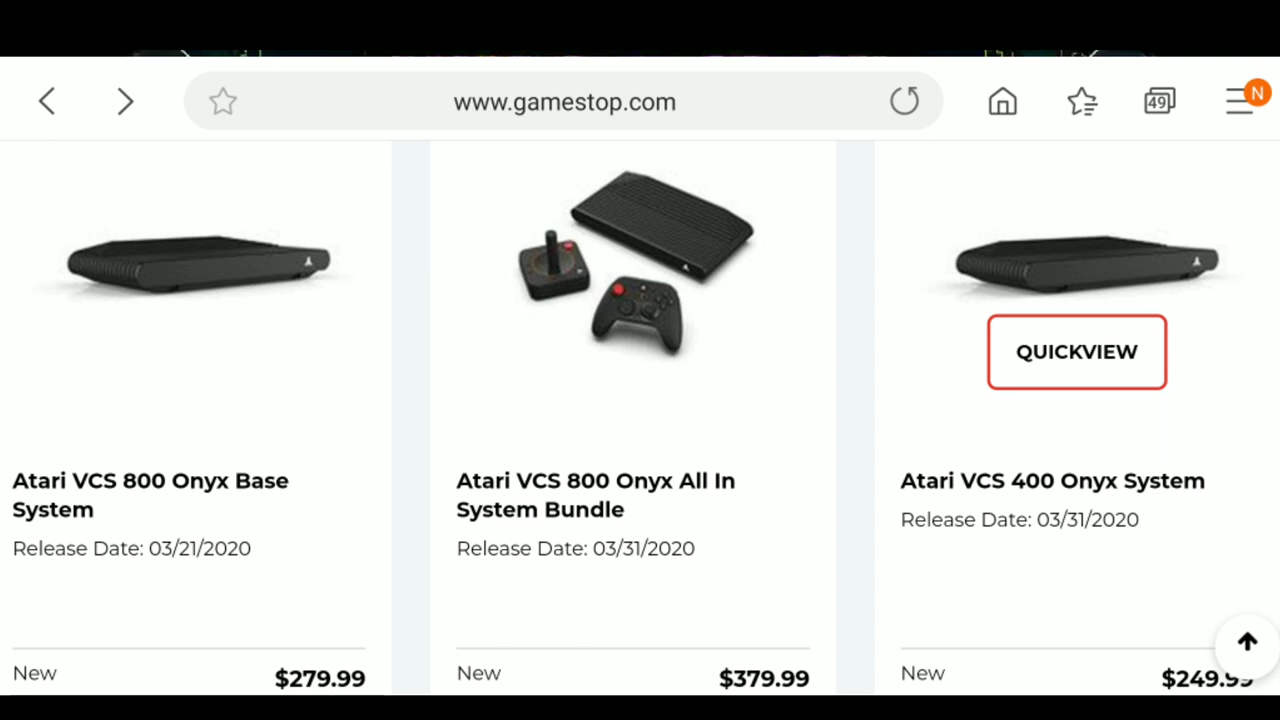 www.gamestop.com
49
N
QUICKVIEW
Atari VCS 800 Onyx Base
System
Release Date: 03/21/2020
New
$279.99
Atari VCS 800 Onyx All In
System Bundle
Release Date: 03/31/2020
New
$379.99
Atari VCS 400 Onyx System
Release Date: 03/31/2020
New
$249.99